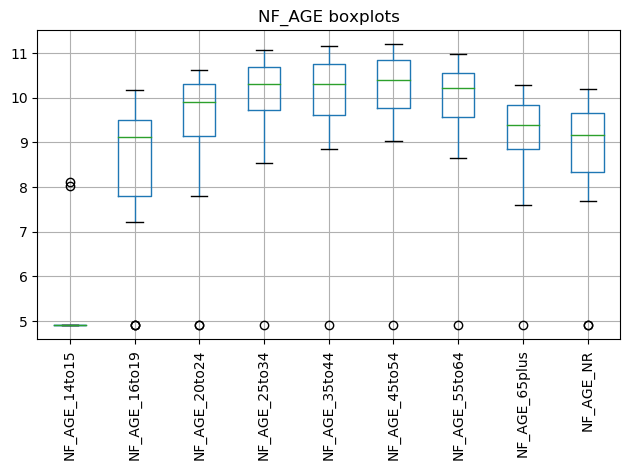 NF_AGE boxplots
11
10
9
8
7
6
5
NF_AGE_14to15
NF_AGE_16to19
NF_AGE_20to24
NF_AGE_25to34
NF_AGE_35to44
NF_AGE_45to54
NF_AGE_55to64
NF_AGE_65plus
NF_AGE_NR